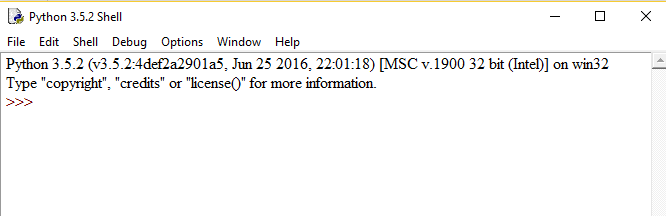 Python 3.5.2 Shell
File Edit Shell Debug Options Window Help
Python 3.5.2 (v3.5.2:4def2a2901a5, Jun 25 2016, 22:01:18) [MSC v.1900 32 bit (Intel)] on win32
Type "copyright", "credits" or "license()" for more information.
>>>